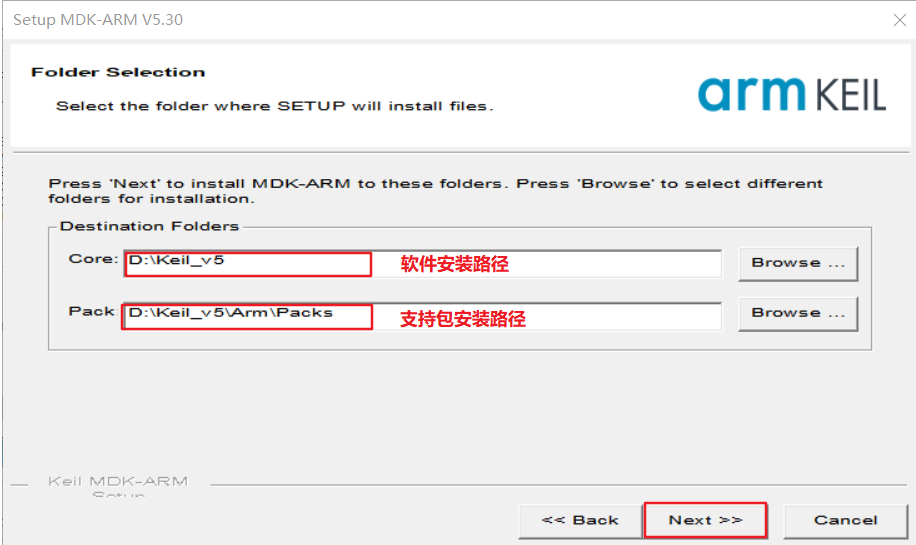 Setup MDK-ARM V5.30
Folder Selection
Select the folder where SETUP will install files.
arm KEIL
Press 'Next' to install MDK-ARM to these folders. Press 'Browse' to select different
folders for installation.
Destination Folders
Core: D:\Keil_v5 软件安装路径 Browse ...
Pack D:\Keil_v5\Arm\Packs 支持包安装路径 Browse ...
Keil MDK-ARM
Setup
<< Back Next >> Cancel